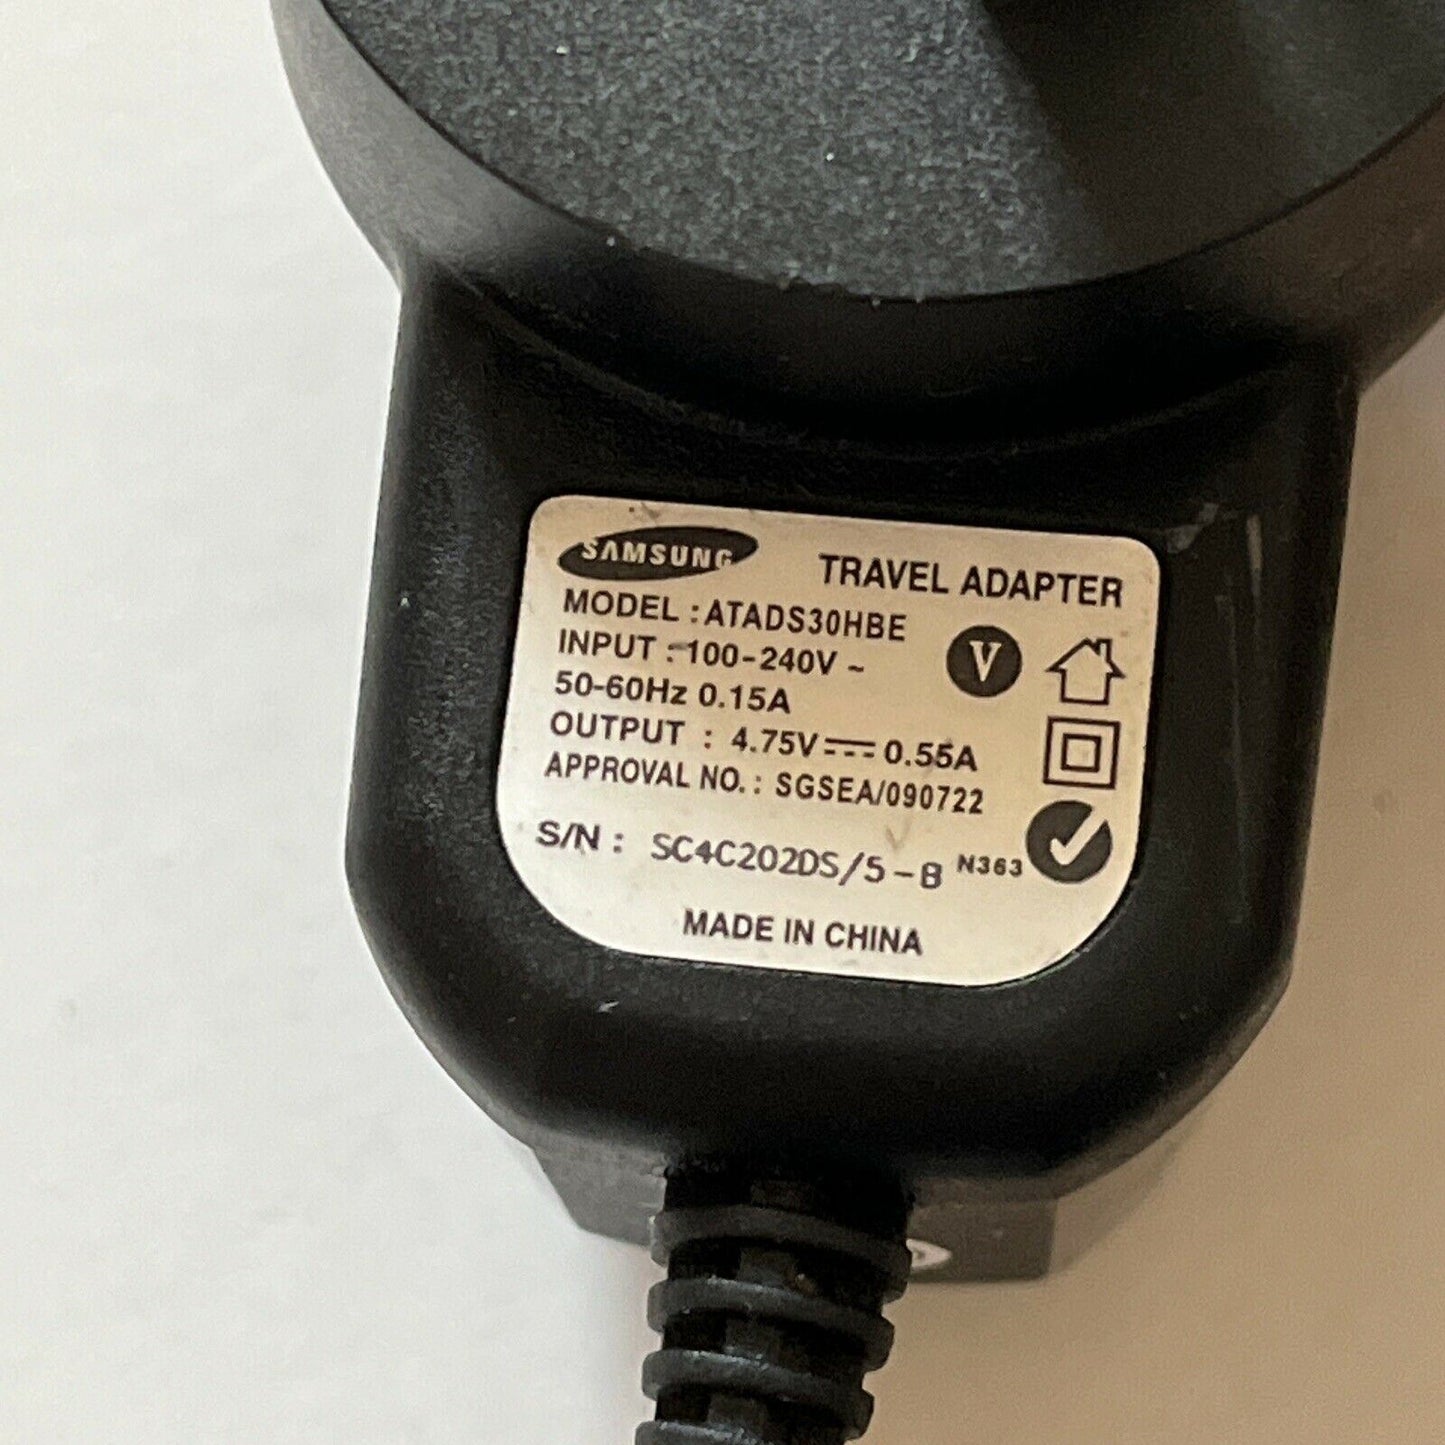 SAMSUNG TRAVEL ADAPTER
MODEL : ATADS30HBE
INPUT : 100-240V ~
50-60Hz 0.15A
V
OUTPUT : 4.75V ⎓ 0.55A
APPROVAL NO. : SGSEA/090722
S/N : SC4C202DS/5-B N363
MADE IN CHINA